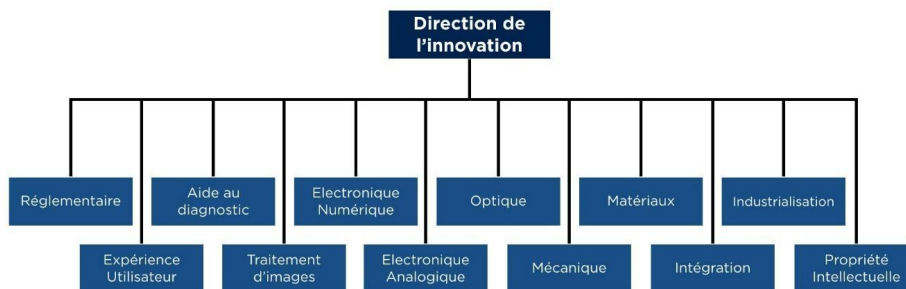 Direction de
l'innovation
Réglementaire
Aide au
diagnostic
Electronique
Numérique
Optique
Matériaux
Industrialisation
Expérience
Utilisateur
Traitement
d'images
Electronique
Analogique
Mécanique
Intégration
Propriété
Intellectuelle